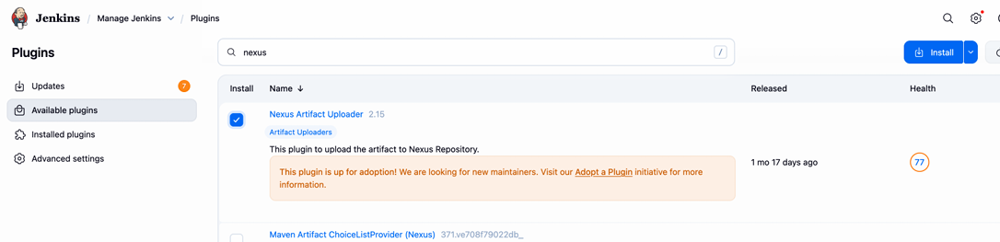 Jenkins / Manage Jenkins / Plugins
Plugins
nexus /
Install
Updates 7
Available plugins
Installed plugins
Advanced settings
Install Name ↓ Released Health
Nexus Artifact Uploader 2.15
Artifact Uploaders
This plugin to upload the artifact to Nexus Repository.
This plugin is up for adoption! We are looking for new maintainers. Visit our Adopt a Plugin initiative for more
information.
1 mo 17 days ago
77
Maven Artifact ChoiceListProvider (Nexus) 371.ve708f79022db_